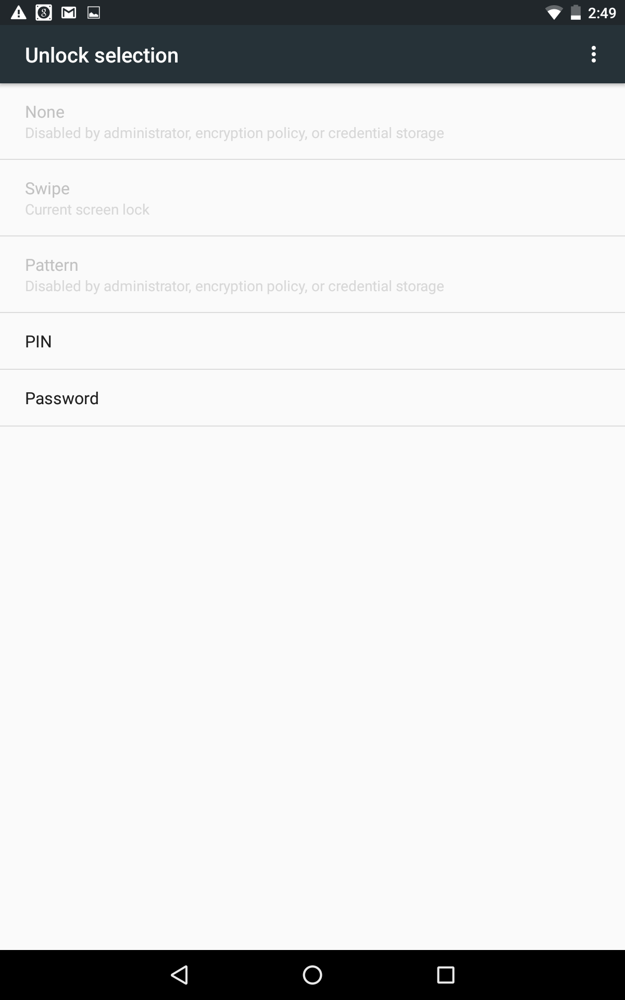 2:49
Unlock selection
None
Disabled by administrator, encryption policy, or credential storage
Swipe
Current screen lock
Pattern
Disabled by administrator, encryption policy, or credential storage
PIN
Password